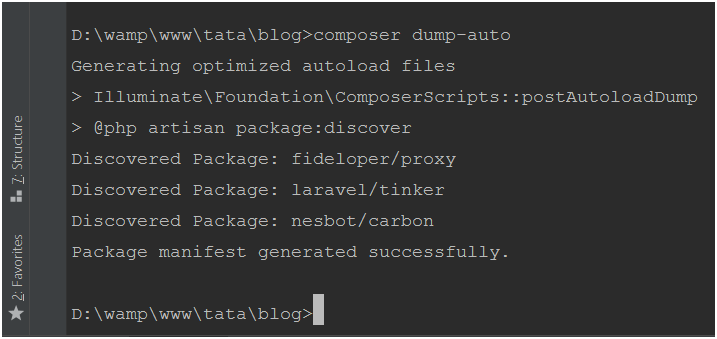 D:\wamp\www\tata\blog>composer dump-auto
Generating optimized autoload files
> Illuminate\Foundation\ComposerScripts::postAutoloadDump
> @php artisan package:discover
Discovered Package: fideloper/proxy
Discovered Package: laravel/tinker
Discovered Package: nesbot/carbon
Package manifest generated successfully.
D:\wamp\www\tata\blog>
7: Structure
2: Favorites